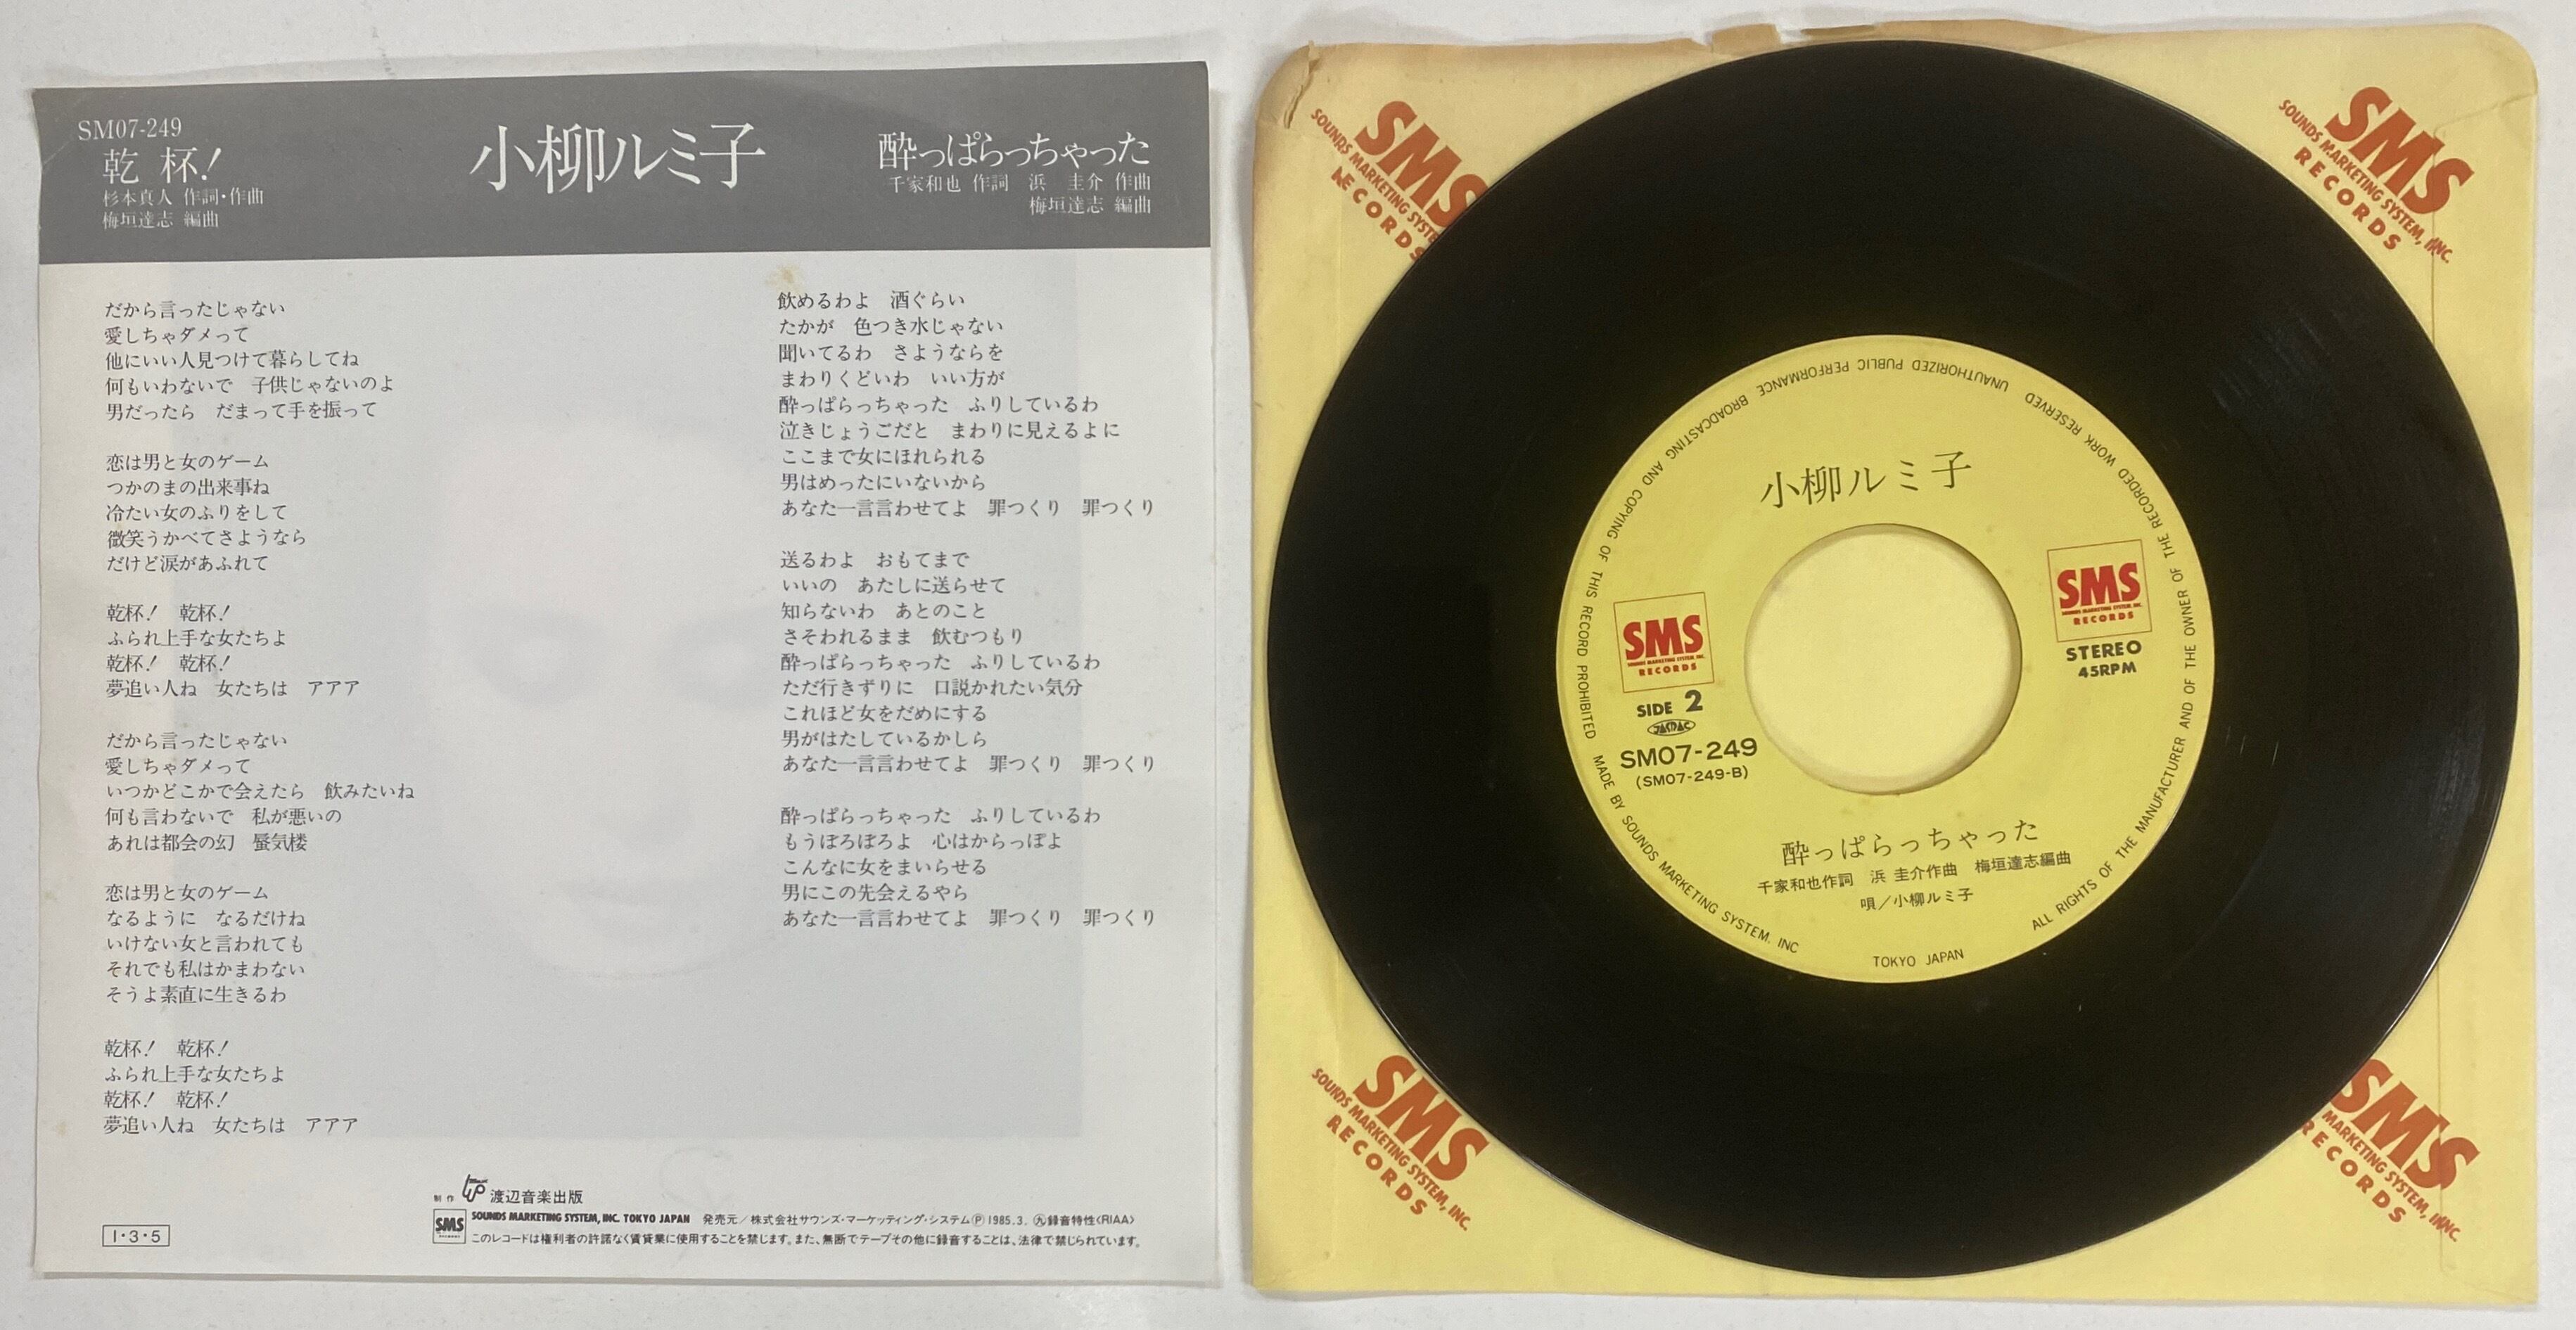 SM07-249
乾 杯!
杉本真人 作詞・作曲
梅垣達志 編曲
小柳ルミ子
酔っぱらっちゃった
千家和也 作詞 浜 圭介 作曲
梅垣達志 編曲
だから言ったじゃない
愛しちゃダメって
他にいい人見つけて暮らしてね
何もいわないで 子供じゃないのよ
男だったら だまって手を振って
恋は男と女のゲーム
つかのまの出来事ね
冷たい女のふりをして
微笑うかべてさようなら
だけど涙があふれて
乾杯! 乾杯!
ふられ上手な女たちよ
乾杯! 乾杯!
夢追い人ね 女たちは アアア
だから言ったじゃない
愛しちゃダメって
いつかどこかで会えたら 飲みたいね
何も言わないで 私が悪いの
あれは都会の幻 蜃気楼
恋は男と女のゲーム
なるように なるだけね
いけない女と言われても
それでも私はかまわない
そうよ素直に生きるわ
乾杯! 乾杯!
ふられ上手な女たちよ
乾杯! 乾杯!
夢追い人ね 女たちは アアア
飲めるわよ 酒ぐらい
たかが 色つき水じゃない
聞いてるわ さようならを
まわりくどいわ いい方が
酔っぱらっちゃった ふりしているわ
泣きじょうごだと まわりに見えるよに
ここまで女にほれられる
男はめったにいないから
あなた一言言わせてよ 罪つくり 罪つくり
送るわよ おもてまで
いいの あたしに送らせて
知らないわ あとのこと
さそわれるまま 飲むつもり
酔っぱらっちゃった ふりしているわ
ただ行きずりに 口説かれたい気分
これほど女をだめにする
男がはたしているかしら
あなた一言言わせてよ 罪つくり 罪つくり
酔っぱらっちゃった ふりしているわ
もうぼろぼろよ 心はからっぽよ
こんなに女をまいらせる
男にこの先会えるやら
あなた一言言わせてよ 罪つくり 罪つくり
制作 渡辺音楽出版
SMS SOUNDS MARKETING SYSTEM, INC. TOKYO JAPAN 発売元/株式会社サウンズ・マーケッティング・システムⓅ1985.3. 録音特性〈RIAA〉
このレコードは権利者の許諾なく賃貸業に使用することを禁じます。また、無断でテープその他に録音することは、法律で禁じられています。
1・3・5
SMS
SOUNDS MARKETING SYSTEM
RECORDS
SMS
SOUNDS MARKETING SYSTEM, INC.
RECORDS
小柳ルミ子
SMS
SOUNDS MARKETING SYSTEM, INC.
RECORDS
SIDE 2
JASRAC
SM07-249
(SM07-249-B)
SMS
SOUNDS MARKETING SYSTEM, INC.
RECORDS
STEREO
45RPM
酔っぱらっちゃった
千家和也作詞 浜 圭介作曲 梅垣達志編曲
唄/小柳ルミ子
ALL RIGHTS OF THE MANUFACTURER AND OF THE OWNER OF THE RECORDED WORK RESERVED UNAUTHORIZED PUBLIC PERFORMANCE BROADCASTING AND COPYING OF THIS RECORD PROHIBITED MADE BY SOUNDS MARKETING SYSTEM, INC TOKYO JAPAN
SMS
SOUNDS MARKETING SYSTEM, INC.
RECORDS
SMS
MARKETING SYSTEM, INC.
RECORDS